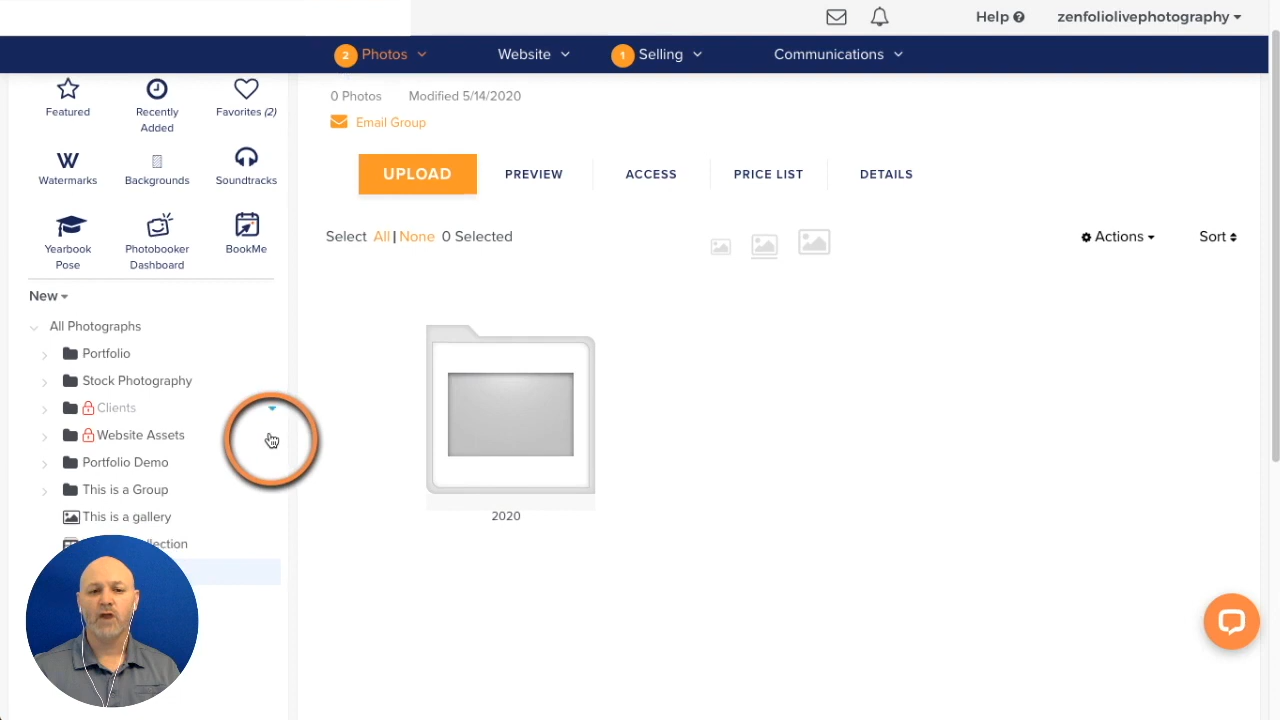 Help
zenfoliolivephotography
2 Photos
Website
1 Selling
Communications
Featured
Recently
Added
Favorites (2)
W
Watermarks
Backgrounds
Soundtracks
Yearbook
Pose
Photobooker
Dashboard
BookMe
New
All Photographs
Portfolio
Stock Photography
Clients
Website Assets
Portfolio Demo
This is a Group
This is a gallery
0 Photos
Modified 5/14/2020
Email Group
UPLOAD
PREVIEW
ACCESS
PRICE LIST
DETAILS
Select All | None 0 Selected
Actions
Sort
2020